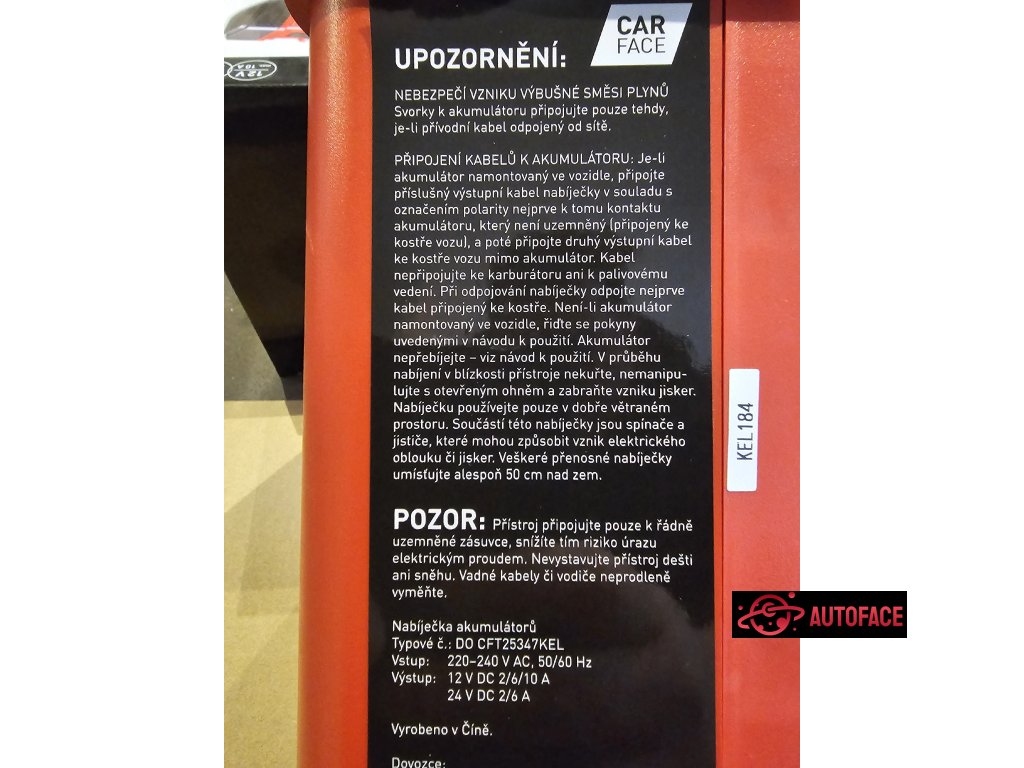 CAR
FACE
UPOZORNĚNÍ:
NEBEZPEČÍ VZNIKU VÝBUŠNÉ SMĚSI PLYNŮ
Svorky k akumulátoru připojujte pouze tehdy,
je-li přívodní kabel odpojený od sítě.
PŘIPOJENÍ KABELŮ K AKUMULÁTORU: Je-li
akumulátor namontovaný ve vozidle, připojte
příslušný výstupní kabel nabíječky v souladu s
označením polarity nejprve k tomu kontaktu
akumulátoru, který není uzemněný (připojený ke
kostře vozu), a poté připojte druhý výstupní kabel
ke kostře vozu mimo akumulátor. Kabel
nepřipojujte ke karburátoru ani k palivovému
vedení. Při odpojování nabíječky odpojte nejprve
kabel připojený ke kostře. Není-li akumulátor
namontovaný ve vozidle, řiďte se pokyny
uvedenými v návodu k použití. Akumulátor
nepřebíjejte – viz návod k použití. V průběhu
nabíjení v blízkosti přístroje nekuřte, nemanipu-
lujte s otevřeným ohněm a zabraňte vzniku jisker.
Nabíječku používejte pouze v dobře větraném
prostoru. Součástí této nabíječky jsou spínače a
jističe, které mohou způsobit vznik elektrického
oblouku či jisker. Veškeré přenosné nabíječky
umísťujte alespoň 50 cm nad zem.
POZOR: Přístroj připojujte pouze k řádně
uzemněné zásuvce, snížíte tím riziko úrazu
elektrickým proudem. Nevystavujte přístroj dešti
ani sněhu. Vadné kabely či vodiče neprodleně
vyměňte.
Nabíječka akumulátorů
Typové č.: DO CFT25347KEL
Vstup: 220–240 V AC, 50/60 Hz
Výstup: 12 V DC 2/6/10 A
24 V DC 2/6 A
Vyrobeno v Číně.
Dovozce:
KEL184
12V
AUTOFACE